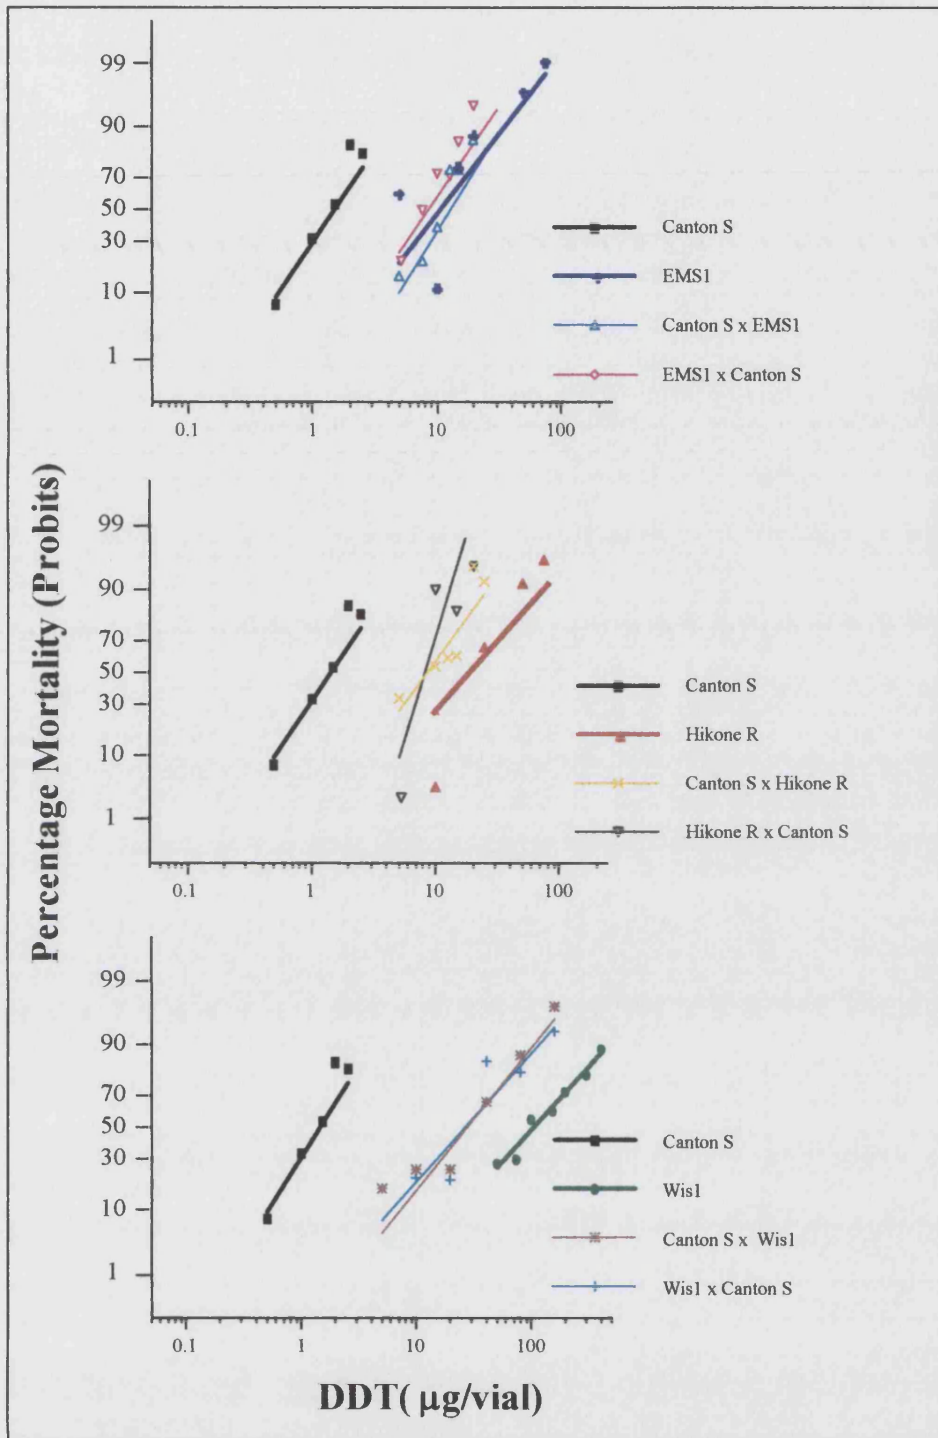 99
90
70
50
30
10
1
0.1 1 10 100
Canton S
EMS1
Canton S x EMS1
EMS1 x Canton S
99
90
70
50
30
10
1
0.1 1 10 100
Canton S
Hikone R
Canton S x Hikone R
Hikone R x Canton S
99
90
70
50
30
10
1
0.1 1 10 100
Canton S
Wis1
Canton S x Wis1
Wis1 x Canton S
Percentage Mortality (Probits)
DDT( µg/vial)